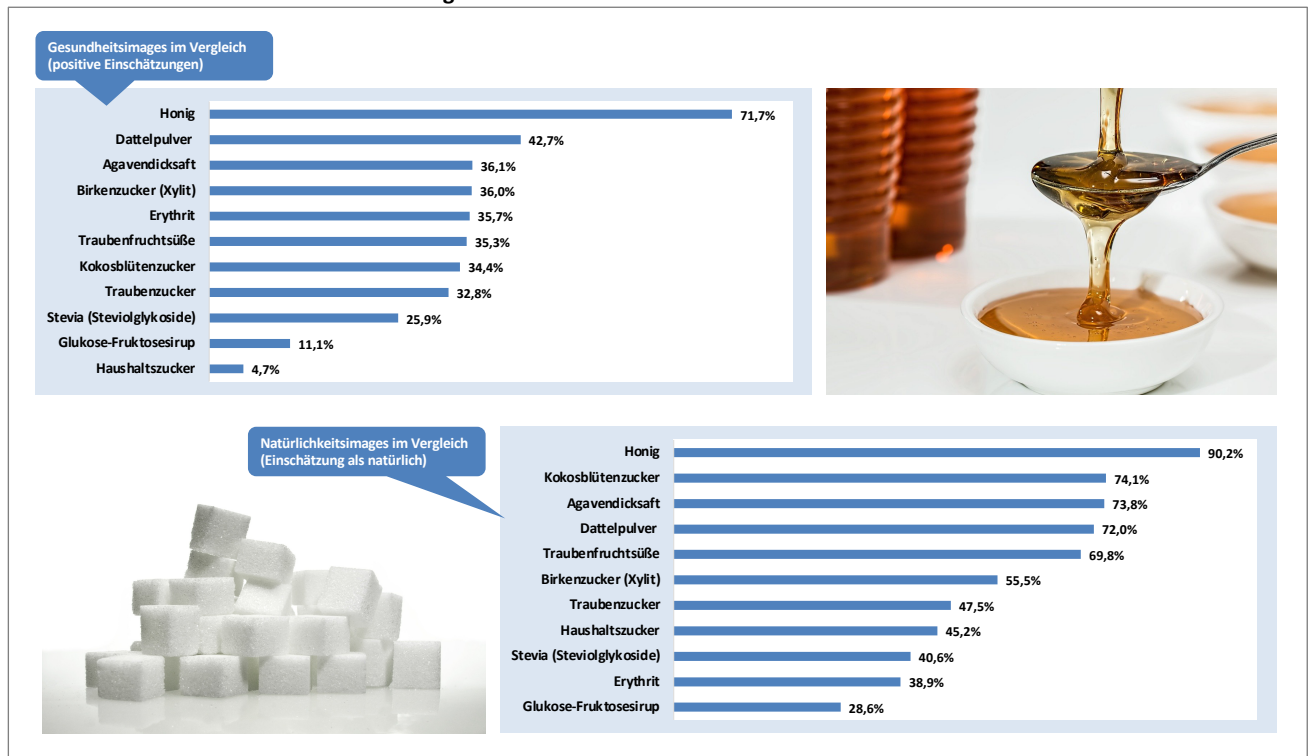 Gesundheitsimages im Vergleich
(positive Einschätzungen)
Honig 71,7%
Dattelpulver 42,7%
Agavendicksaft 36,1%
Birkenzucker (Xylit) 36,0%
Erythrit 35,7%
Traubenfruchtsüße 35,3%
Kokosblütenzucker 34,4%
Traubenzucker 32,8%
Stevia (Steviolglykoside) 25,9%
Glukose-Fruktosesirup 11,1%
Haushaltszucker 4,7%
Natürlichkeitsimages im Vergleich
(Einschätzung als natürlich)
Honig 90,2%
Kokosblütenzucker 74,1%
Agavendicksaft 73,8%
Dattelpulver 72,0%
Traubenfruchtsüße 69,8%
Birkenzucker (Xylit) 55,5%
Traubenzucker 47,5%
Haushaltszucker 45,2%
Stevia (Steviolglykoside) 40,6%
Erythrit 38,9%
Glukose-Fruktosesirup 28,6%